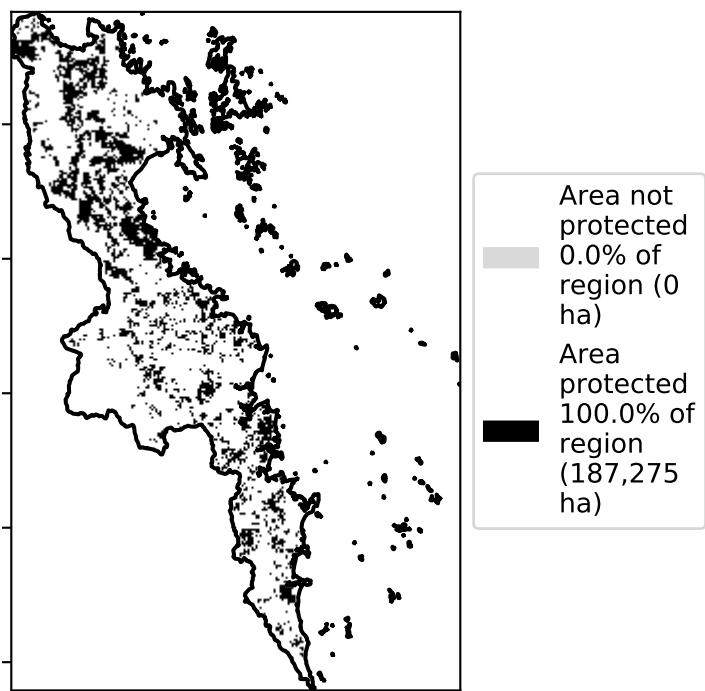 Area not
protected
0.0% of
region (0
ha)
Area
protected
100.0% of
region
(187,275
ha)